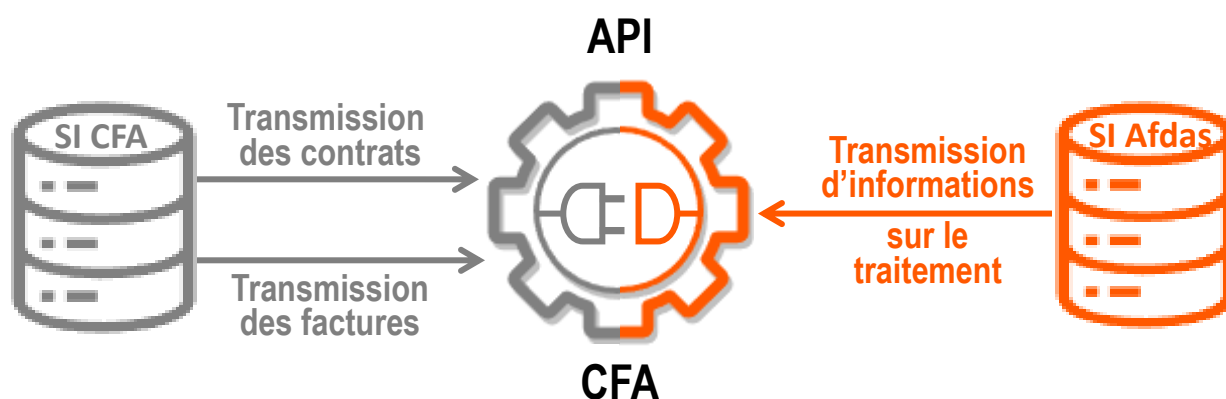 API
SI CFA
Transmission
des contrats
Transmission
des factures
SI Afdas
Transmission
d’informations
sur le
traitement
CFA